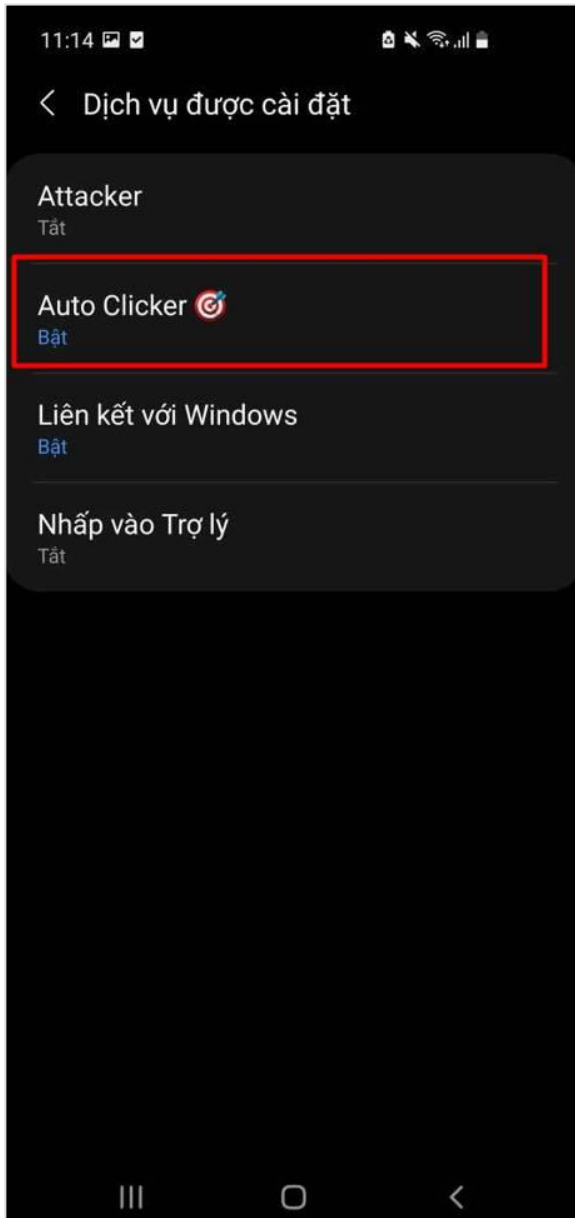 11:14
Dịch vụ được cài đặt
Attacker
Tắt
Auto Clicker 🎯
Bật
Liên kết với Windows
Bật
Nhấp vào Trợ lý
Tắt